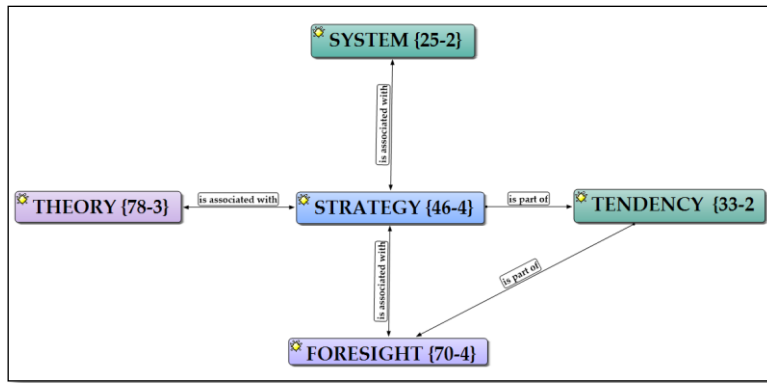 SYSTEM {25-2}
is associated with
THEORY {78-3}
is associated with
STRATEGY {46-4}
is part of
TENDENCY {33-2
is associated with
is part of
FORESIGHT {70-4}